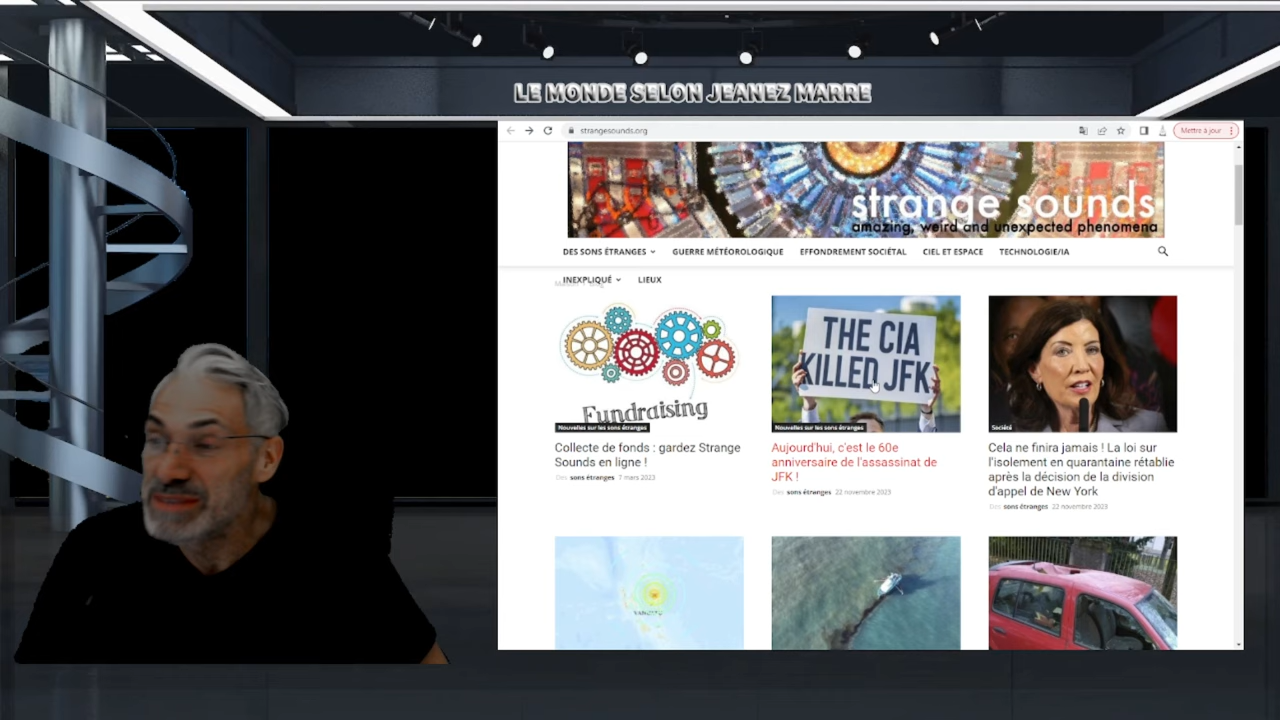 LE MONDE SELON JEANEZ MARRE
strangesounds.org
Mettre à jour
strange sounds
amazing, weird and unexpected phenomena
DES SONS ÉTRANGES
GUERRE MÉTÉOROLOGIQUE
EFFONDREMENT SOCIÉTAL
CIEL ET ESPACE
TECHNOLOGIE/IA
INEXPLIQUÉ
LIEUX
Fundraising
Nouvelles sur les sons étranges
Collecte de fonds : gardez Strange
Sounds en ligne !
Des sons étranges 7 mars 2023
THE CIA
KILLED JFK
Nouvelles sur les sons étranges
Aujourd'hui, c'est le 60e
anniversaire de l'assassinat de
JFK !
Des sons étranges 22 novembre 2023
Société
Cela ne finira jamais ! La loi sur
l'isolement en quarantaine rétablie
après la décision de la division
d'appel de New York
Des sons étranges 22 novembre 2023
VANUATU